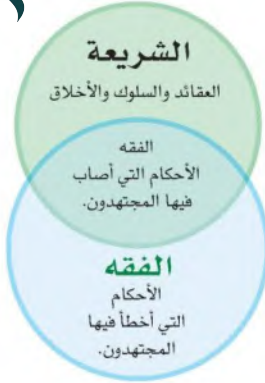 الشريعة
العقائد والسلوك والأخلاق
الفقه
الأحكام التي أصاب
فيها المجتهدون.
الفقه
الأحكام
التي أخطأ فيها
المجتهدون.